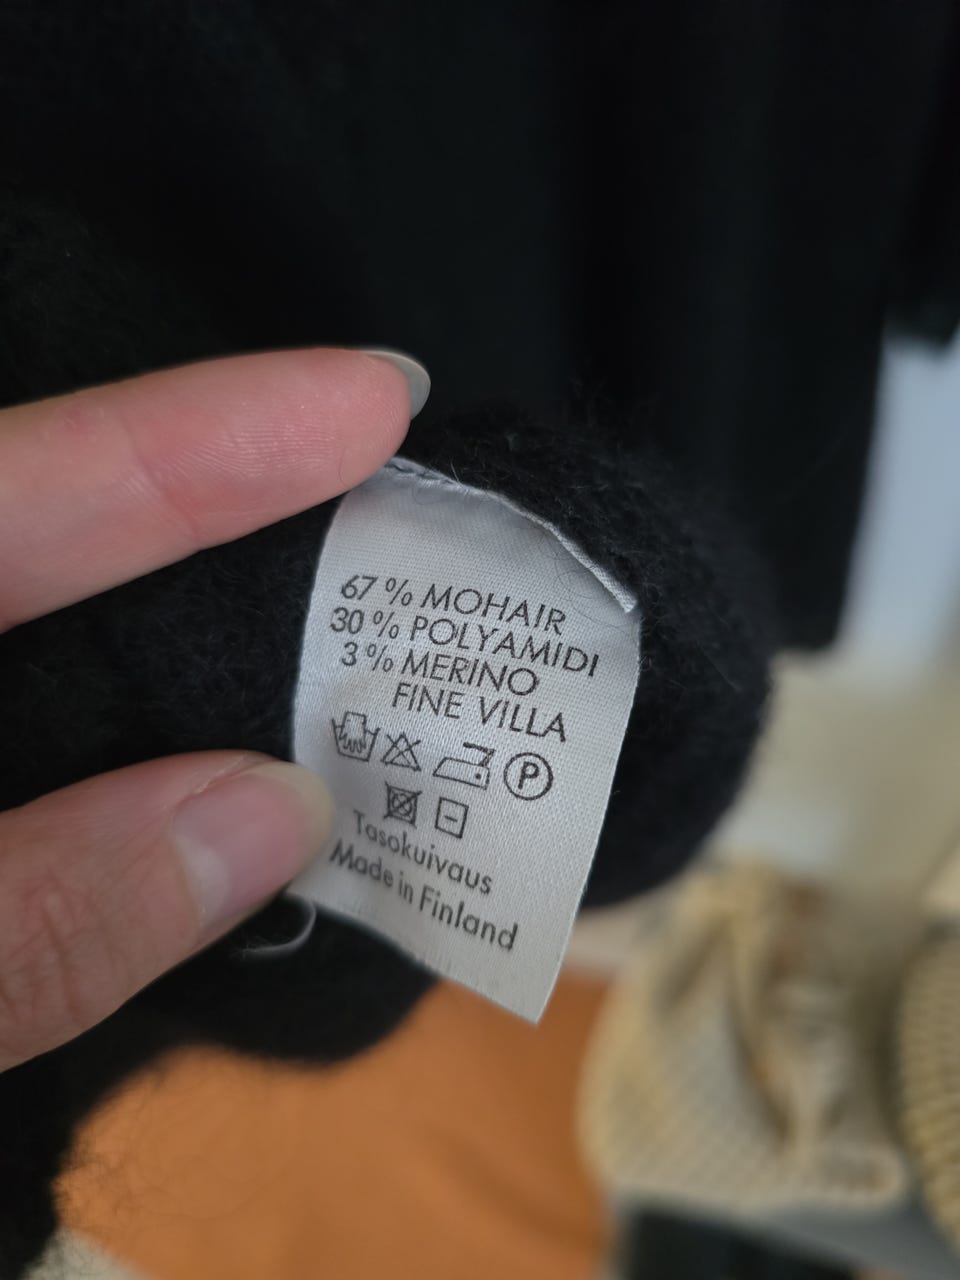 67 % MOHAIR
30 % POLYAMIDI
3 % MERINO
FINE VILLA
P
Tasokuivaus
Made in Finland